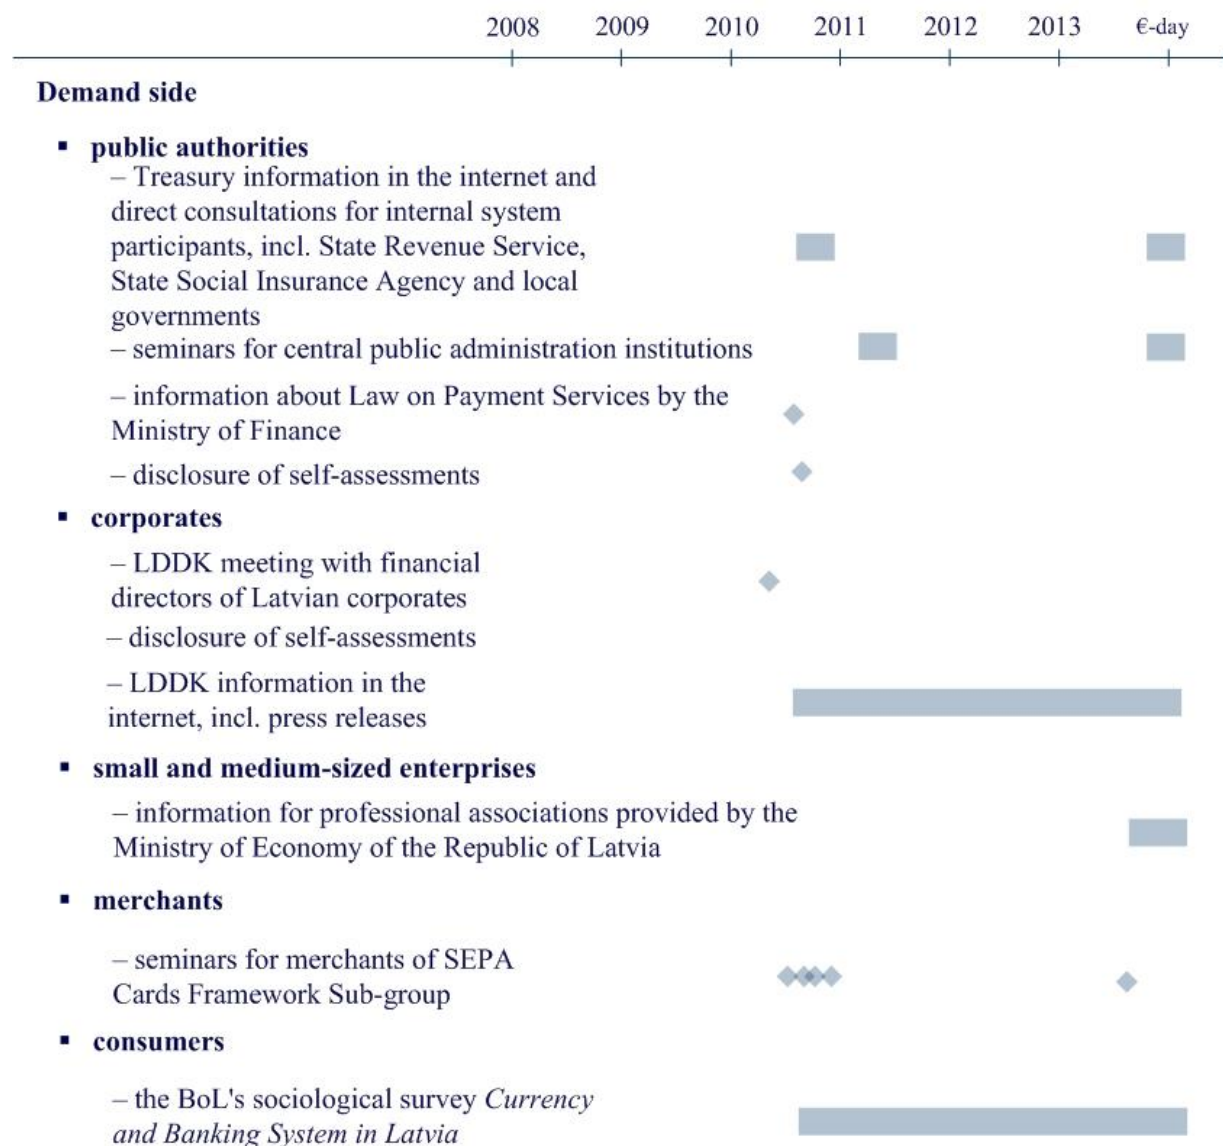 2008 2009 2010 2011 2012 2013 €-day
Demand side
▪ public authorities
– Treasury information in the internet and
direct consultations for internal system
participants, incl. State Revenue Service,
State Social Insurance Agency and local
governments
– seminars for central public administration institutions
– information about Law on Payment Services by the
Ministry of Finance
– disclosure of self-assessments
▪ corporates
– LDDK meeting with financial
directors of Latvian corporates
– disclosure of self-assessments
– LDDK information in the
internet, incl. press releases
▪ small and medium-sized enterprises
– information for professional associations provided by the
Ministry of Economy of the Republic of Latvia
▪ merchants
– seminars for merchants of SEPA
Cards Framework Sub-group
▪ consumers
– the BoL's sociological survey Currency
and Banking System in Latvia